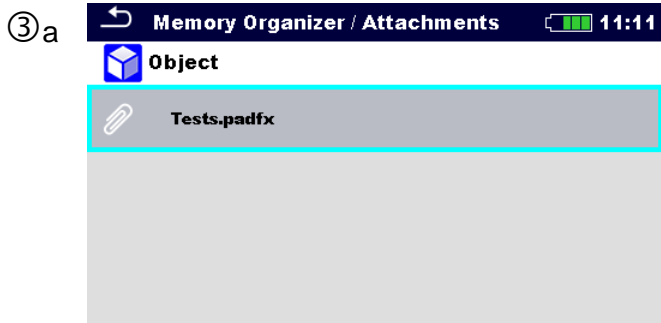 ③a
Memory Organizer / Attachments 11:11
Object
Tests.padfx